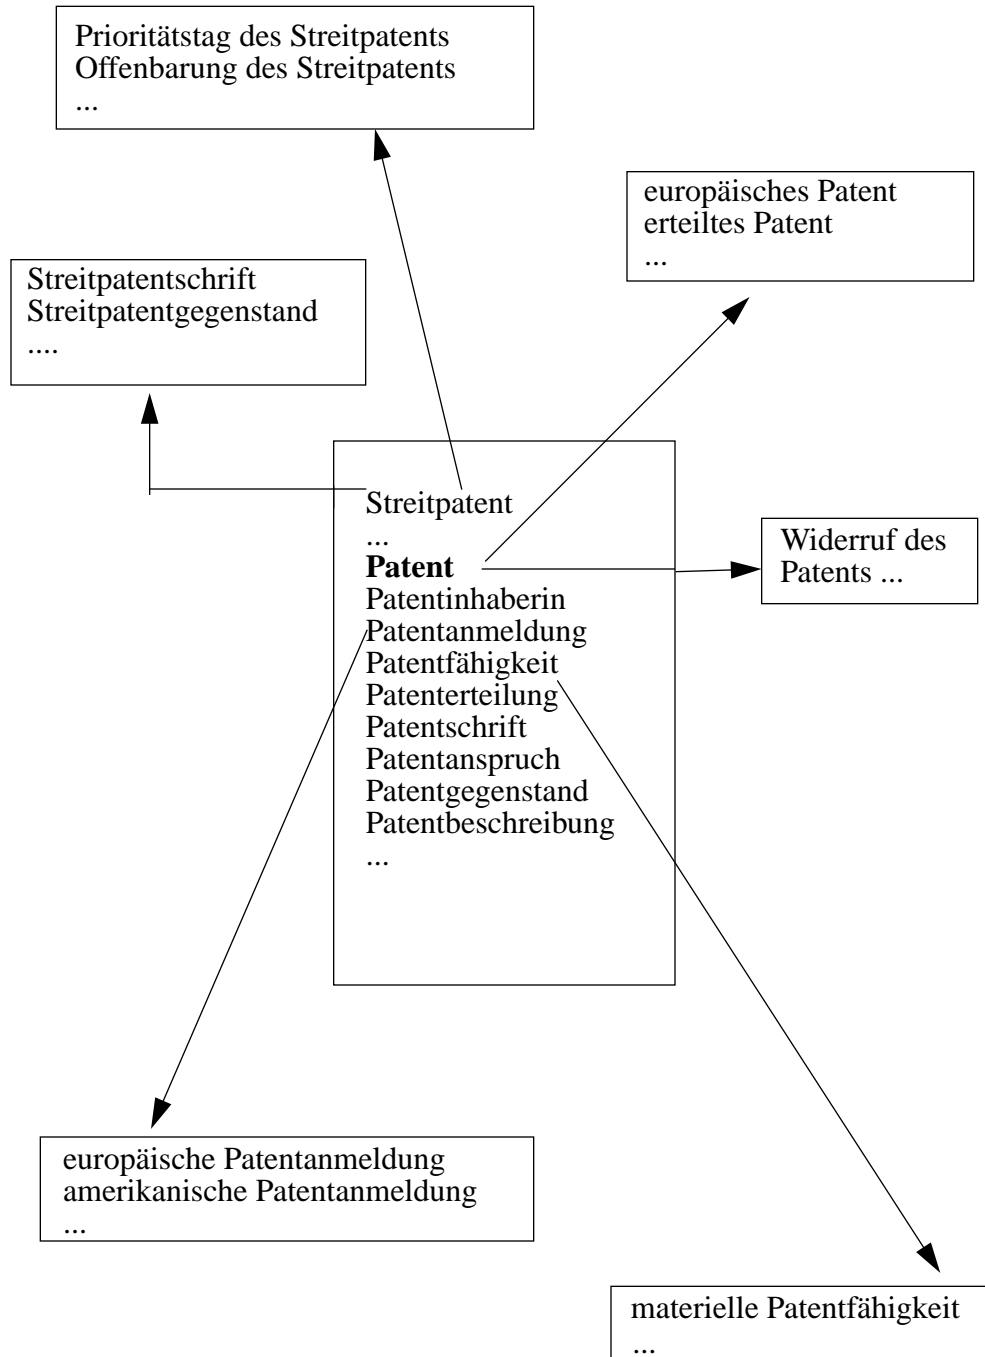 Prioritätstag des Streitpatents
Offenbarung des Streitpatents
...
europäisches Patent
erteiltes Patent
...
Streitpatentschrift
Streitpatentgegenstand
....
Streitpatent
...
Patent
Patentinhaberin
Patentanmeldung
Patentfähigkeit
Patenterteilung
Patentschrift
Patentanspruch
Patentgegenstand
Patentbeschreibung
...
Widerruf des
Patents ...
europäische Patentanmeldung
amerikanische Patentanmeldung
...
materielle Patentfähigkeit
...